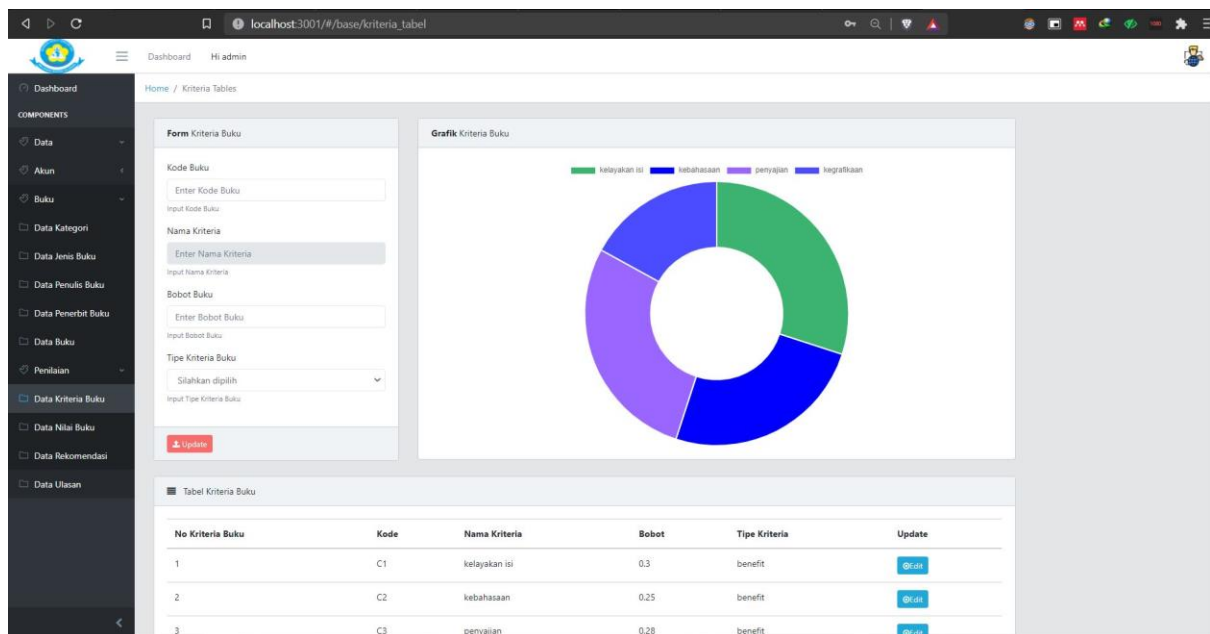 localhost:3001/#/base/kriteria_tabel
Dashboard Hi admin
Home / Kriteria Tables
Dashboard
COMPONENTS
Data
Akun
Buku
Data Kategori
Data Jenis Buku
Data Penulis Buku
Data Penerbit Buku
Data Buku
Penilaian
Data Kriteria Buku
Data Nilai Buku
Data Rekomendasi
Data Ulasan
Form Kriteria Buku
Kode Buku
Enter Kode Buku
Input Kode Buku
Nama Kriteria
Enter Nama Kriteria
Input Nama Kriteria
Bobot Buku
Enter Bobot Buku
Input Bobot Buku
Tipe Kriteria Buku
Silahkan dipilih
Input Tipe Kriteria Buku
Update
Grafik Kriteria Buku
kelayakan isi kebahasaan penyajian kegrafikaan
Tabel Kriteria Buku
No Kriteria Buku Kode Nama Kriteria Bobot Tipe Kriteria Update
1 C1 kelayakan isi 0.3 benefit Edit
2 C2 kebahasaan 0.25 benefit Edit
3 C3 penyajian 0.28 benefit Edit